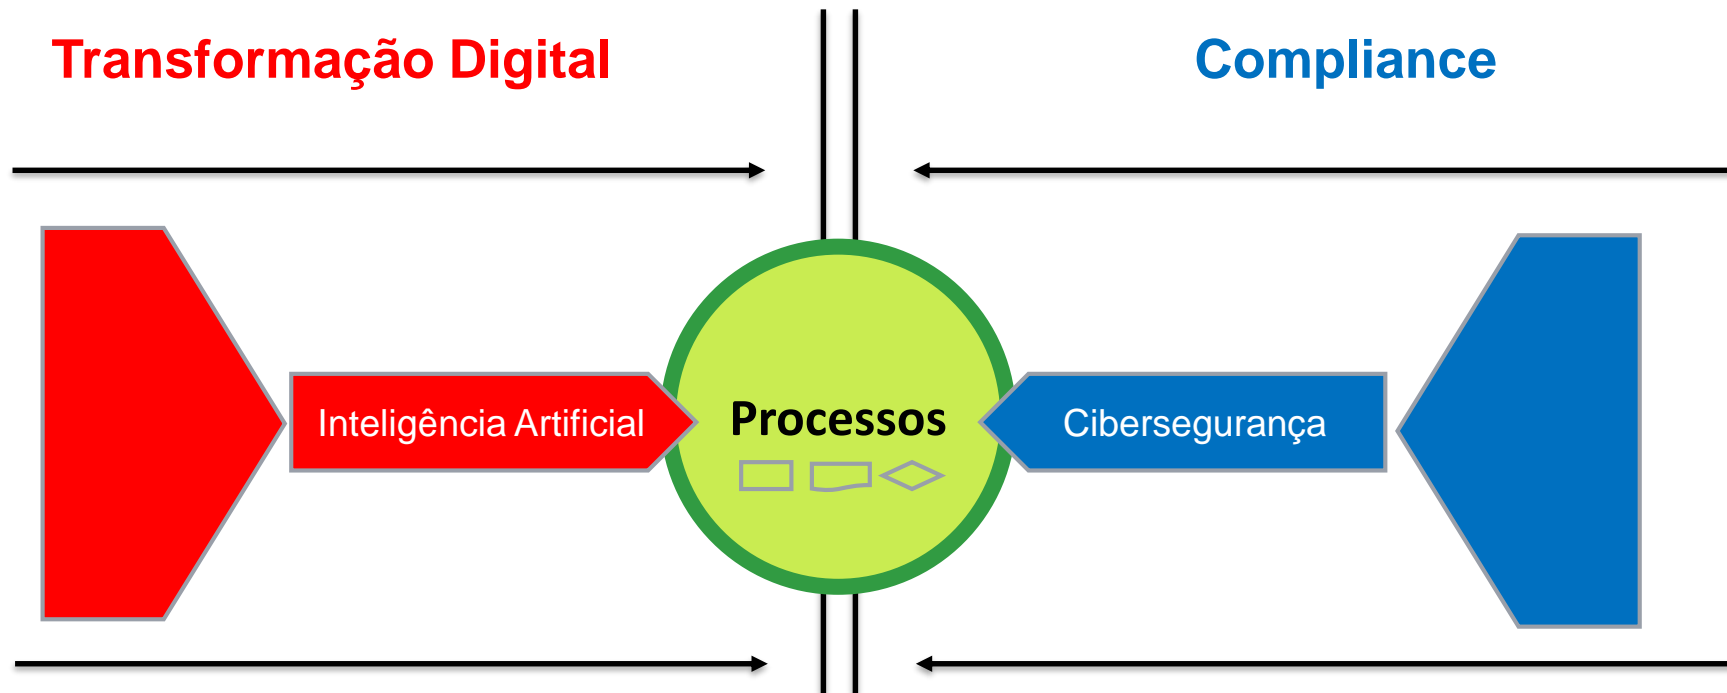 Transformação Digital
Compliance
Inteligência Artificial
Processos
Cibersegurança